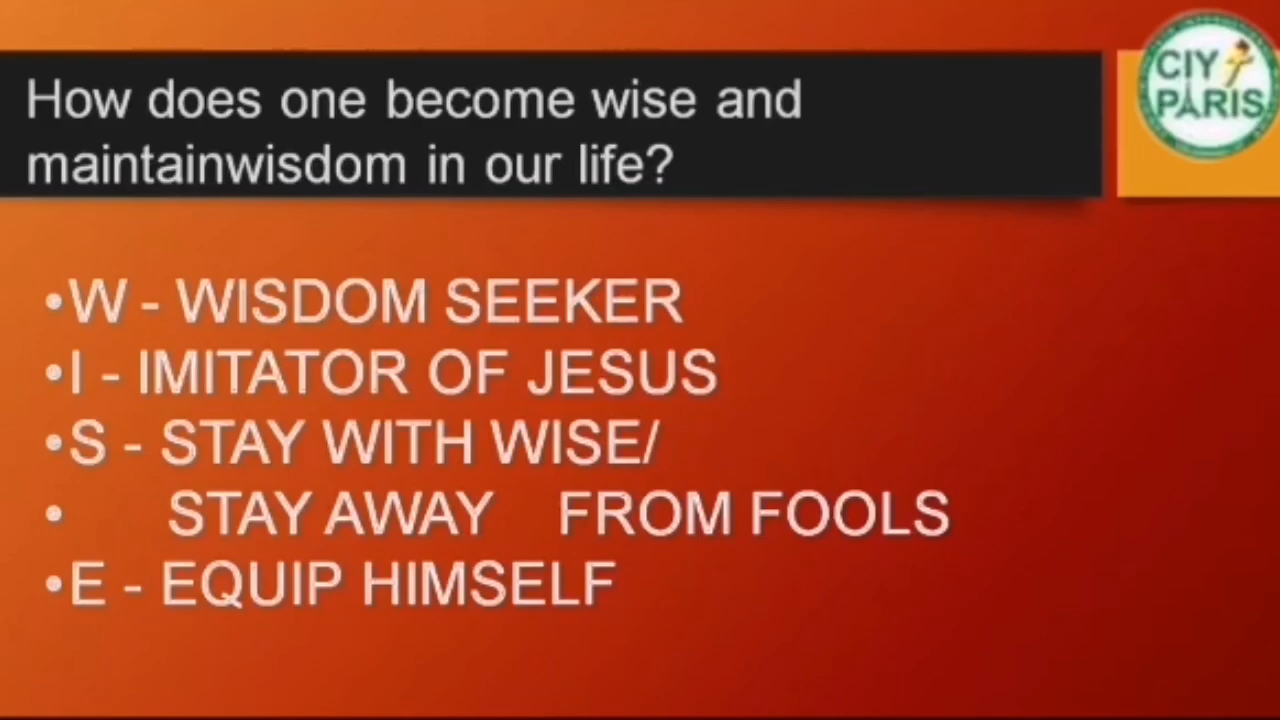 How does one become wise and
maintainwisdom in our life?
CIY
PARIS
•W - WISDOM SEEKER
•I - IMITATOR OF JESUS
•S - STAY WITH WISE/
• STAY AWAY FROM FOOLS
•E - EQUIP HIMSELF